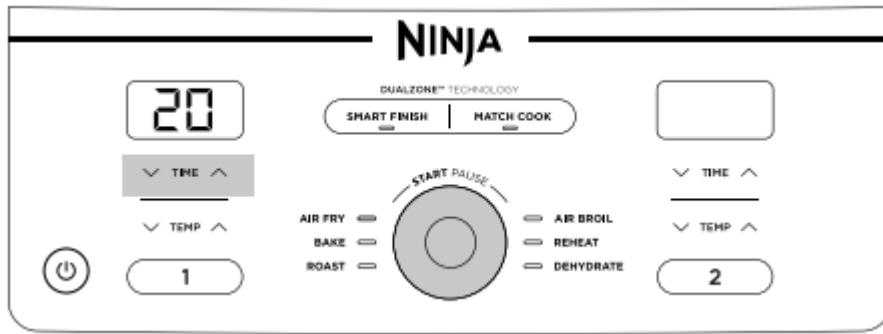 NINJA
DUALZONE™ TECHNOLOGY
20
SMART FINISH
MATCH COOK
TIME
TIME
START PAUSE
AIR FRY
AIR BROIL
TEMP
TEMP
BAKE
REHEAT
ROAST
DEHYDRATE
1
2